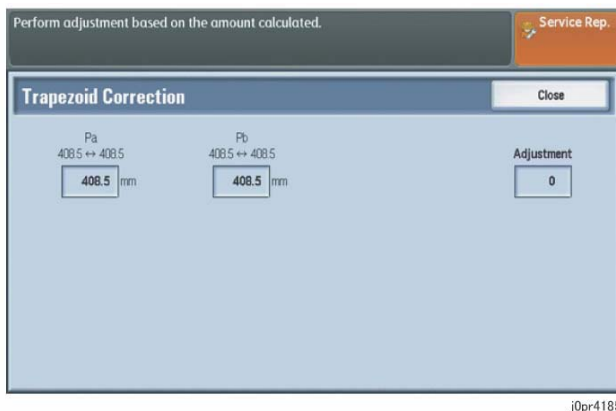 Perform adjustment based on the amount calculated.
Service Rep.
Trapezoid Correction
Close
Pa
408.5 ↔ 408.5
408.5 mm
Pb
408.5 ↔ 408.5
408.5 mm
Adjustment
0